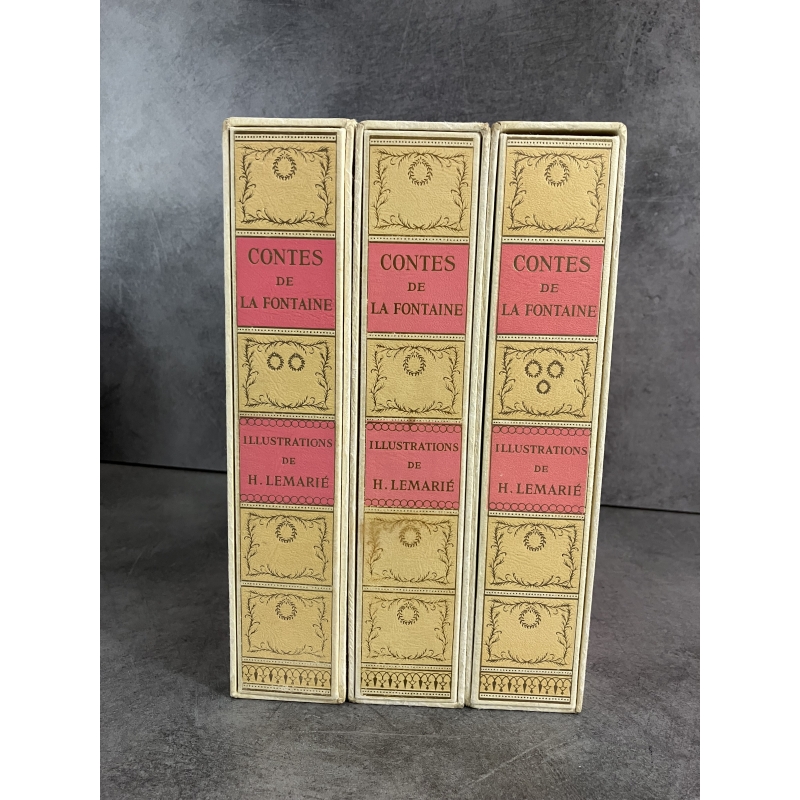 CONTES
DE
LA FONTAINE
ILLUSTRATIONS
DE
H. LEMARIÉ
CONTES
DE
LA FONTAINE
ILLUSTRATIONS
DE
H. LEMARIÉ
CONTES
DE
LA FONTAINE
ILLUSTRATIONS
DE
H. LEMARIÉ